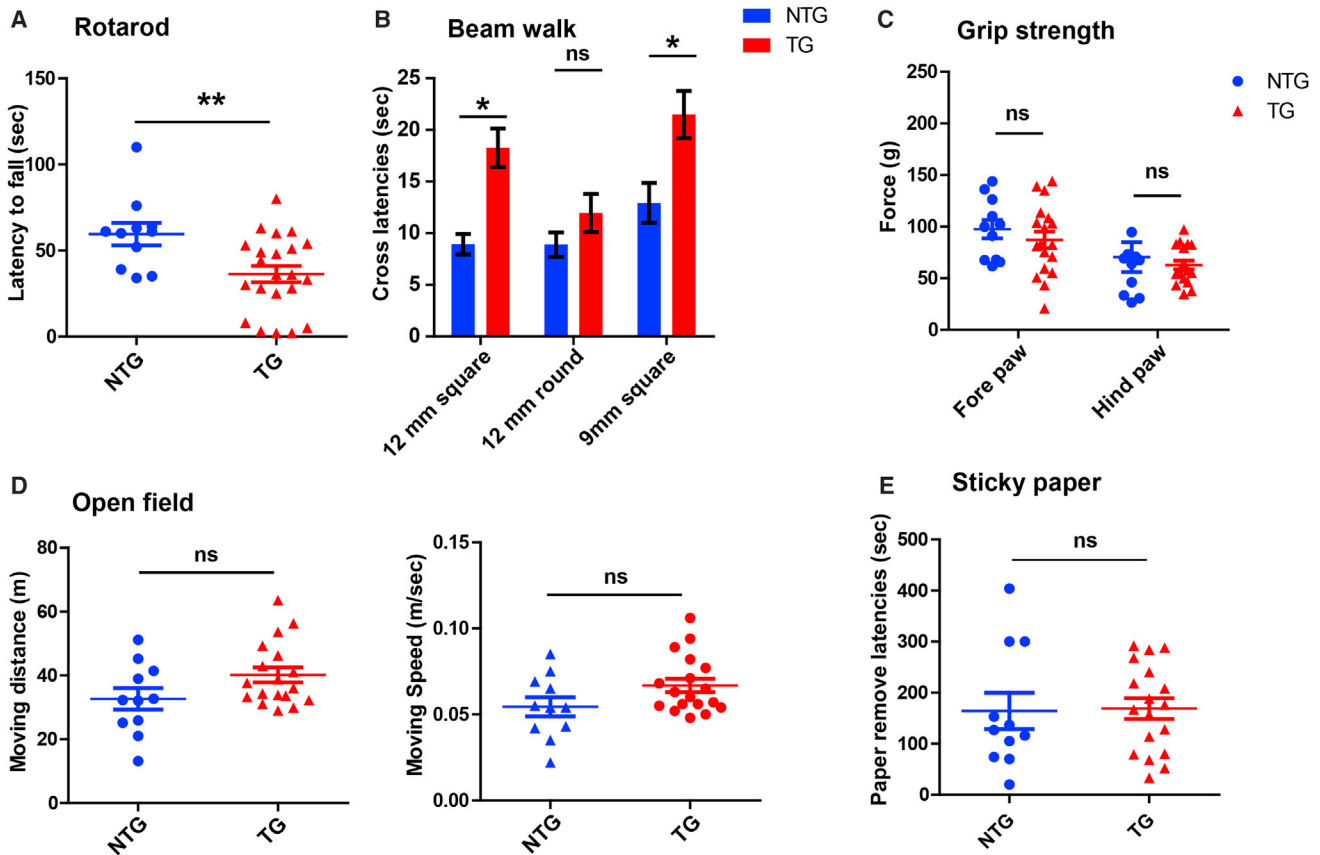 A
Rotarod
Latency to fall (sec)
150
100
50
0
**
NTG
TG
B
Beam walk
NTG
TG
Cross latencies (sec)
25
20
15
10
5
0
*
ns
*
12 mm square
12 mm round
9mm square
C
Grip strength
NTG
TG
Force (g)
250
200
150
100
50
0
ns
ns
Fore paw
Hind paw
D
Open field
Moving distance (m)
80
60
40
20
0
ns
NTG
TG
Moving Speed (m/sec)
0.15
0.10
0.05
0.00
ns
NTG
TG
E
Sticky paper
Paper remove latencies (sec)
500
400
300
200
100
0
ns
NTG
TG